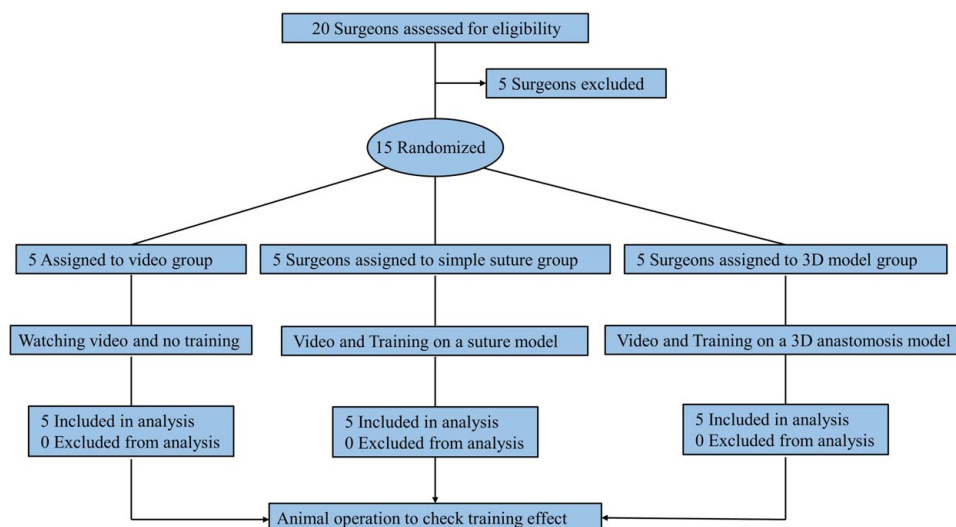 20 Surgeons assessed for eligibility
5 Surgeons excluded
15 Randomized
5 Assigned to video group
5 Surgeons assigned to simple suture group
5 Surgeons assigned to 3D model group
Watching video and no training
Video and Training on a suture model
Video and Training on a 3D anastomosis model
5 Included in analysis
0 Excluded from analysis
5 Included in analysis
0 Excluded from analysis
5 Included in analysis
0 Excluded from analysis
Animal operation to check training effect